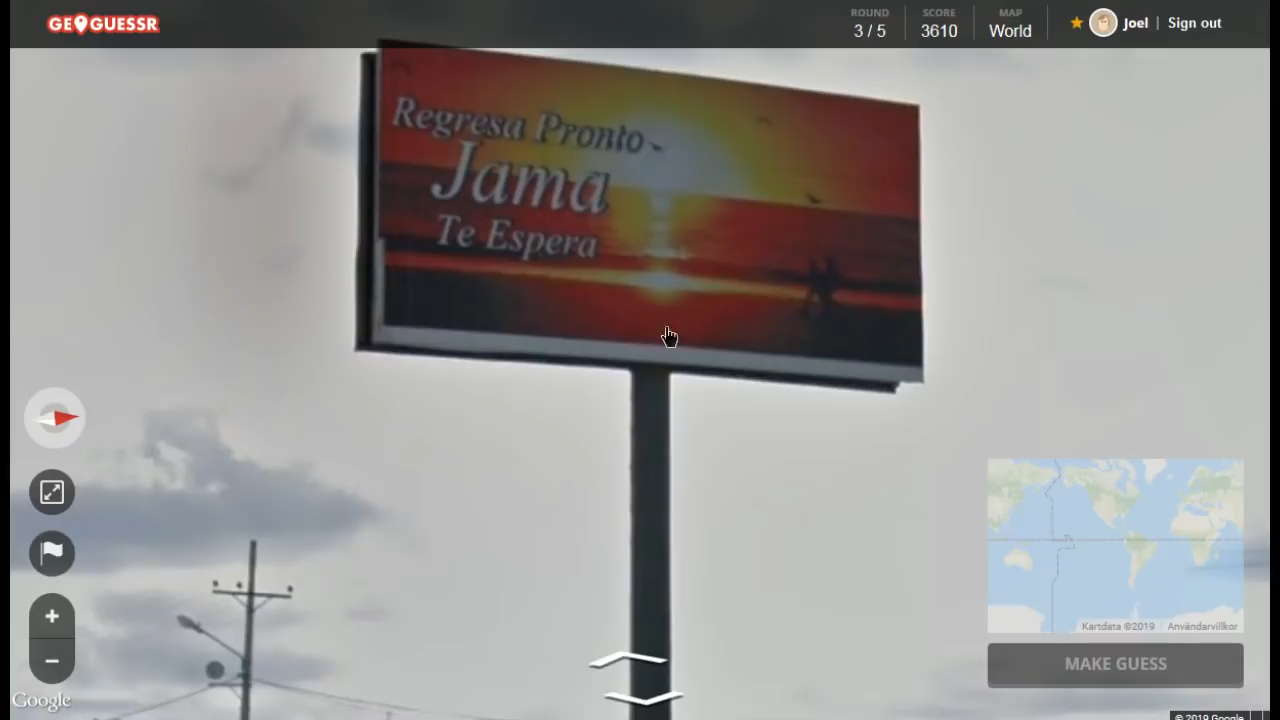 GEOGUESSR
ROUND
3 / 5
SCORE
3610
MAP
World
Joel | Sign out
Regresa Pronto
Jama
Te Espera
Kartdata ©2019 Användarvillkor
MAKE GUESS
Google
© 2019 Google